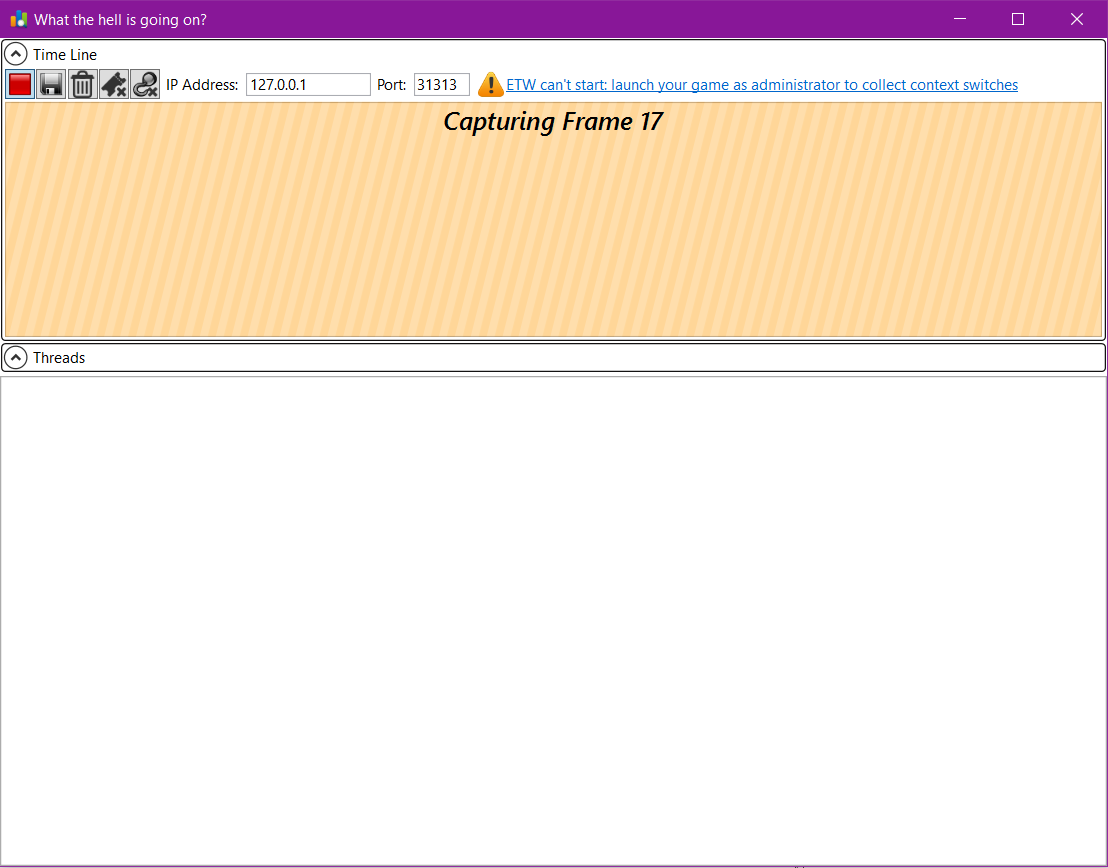 What the hell is going on?
Time Line
IP Address: 127.0.0.1 Port: 31313 ETW can't start: launch your game as administrator to collect context switches
Capturing Frame 17
Threads